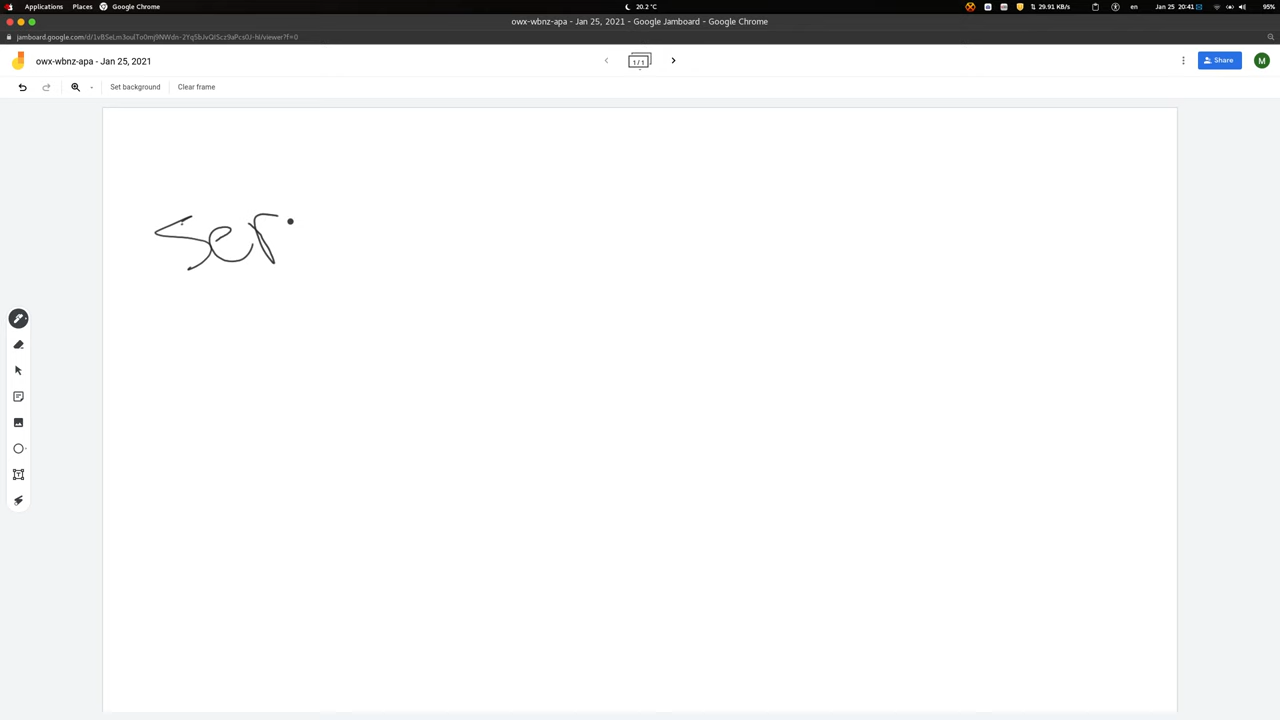 Applications Places Google Chrome 20.2 °C 29.91 KB/s en Jan 25 20:41 95%
owx-wbnz-apa - Jan 25, 2021 - Google Jamboard - Google Chrome
owx-wbnz-apa - Jan 25, 2021 1/1 Share M
Set background Clear frame
Ser